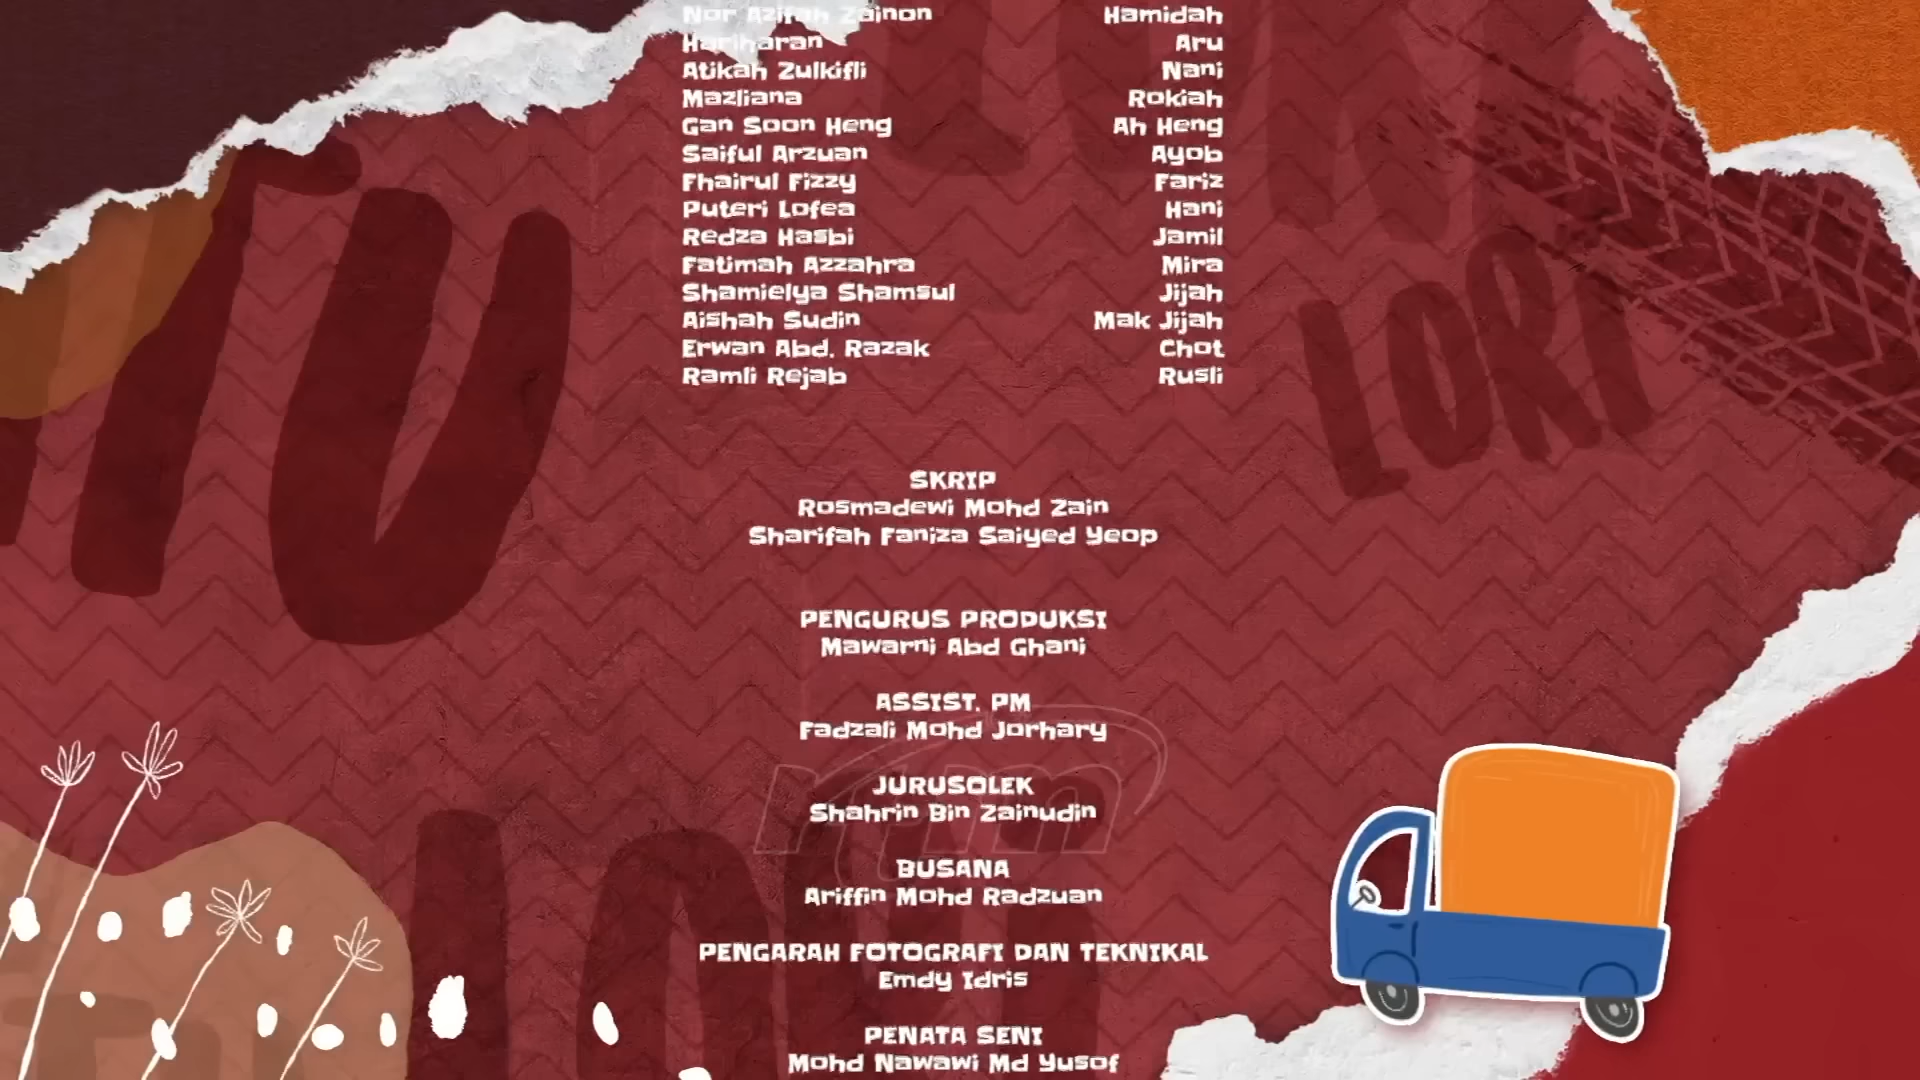 Nor Azifah Zainon Hamidah
Hariharan Aru
Atikah Zulkifli Nani
Mazliana Rokiah
Gan Soon Heng Ah Heng
Saiful Arzuan Ayob
Fhairul Fizzy Fariz
Puteri Lofea Hani
Redza Hasbi Jamil
Fatimah Azzahra Mira
Shamielya Shamsul Jijah
Aishah Sudin Mak Jijah
Erwan Abd. Razak Chot
Ramli Rejab Rusli
LORI
SKRIP
Rosmadewi Mohd Zain
Sharifah Faniza Saiyed Yeop
PENGURUS PRODUKSI
Mawarni Abd Ghani
ASSIST. PM
Fadzali Mohd Jorhary
rtm
JURUSOLEK
Shahrin Bin Zainudin
BUSANA
Ariffin Mohd Radzuan
PENGARAH FOTOGRAFI DAN TEKNIKAL
Emdy Idris
PENATA SENI
Mohd Nawawi Md Yusof